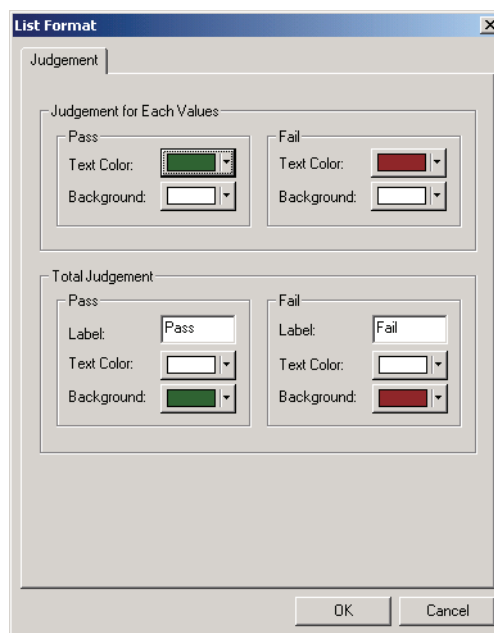 List Format
Judgement
Judgement for Each Values
Pass
Text Color:
Background:
Fail
Text Color:
Background:
Total Judgement
Pass
Label: Pass
Text Color:
Background:
Fail
Label: Fail
Text Color:
Background:
OK Cancel